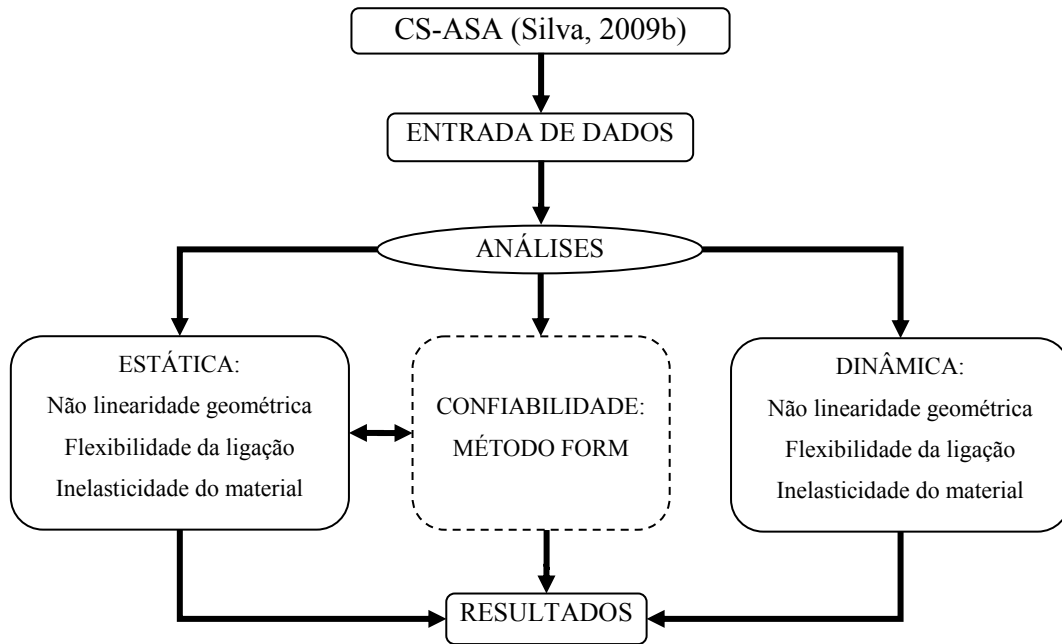 CS-ASA (Silva, 2009b)
ENTRADA DE DADOS
ANÁLISES
ESTÁTICA:
Não linearidade geométrica
Flexibilidade da ligação
Inelasticidade do material
CONFIABILIDADE:
MÉTODO FORM
DINÂMICA:
Não linearidade geométrica
Flexibilidade da ligação
Inelasticidade do material
RESULTADOS